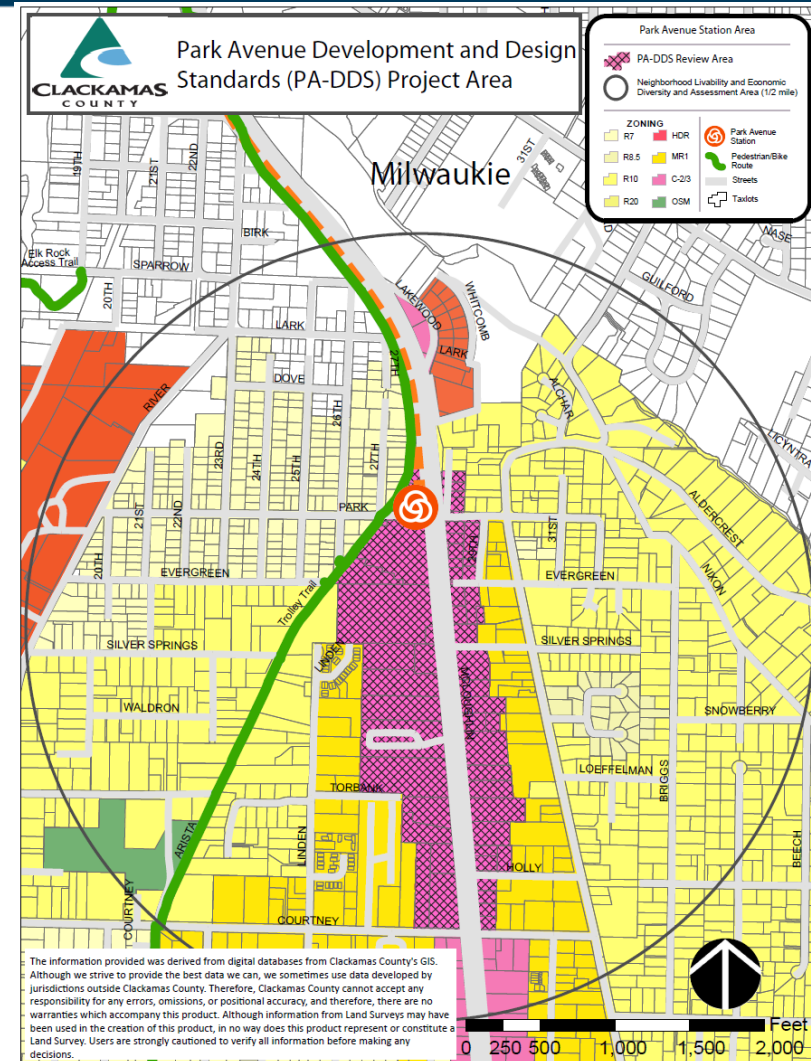 CLACKAMAS
COUNTY
Park Avenue Development and Design
Standards (PA-DDS) Project Area
Park Avenue Station Area
PA-DDS Review Area
Neighborhood Livability and Economic
Diversity and Assessment Area (1/2 mile)
ZONING
R7
HDR
R8.5
MR1
R10
C-2/3
R20
OSM
Park Avenue
Station
Pedestrian/Bike
Route
Streets
Taxlots
Milwaukie
19TH
21ST
22ND
31ST
BIRK
NASE
Elk Rock
Access Trail
SPARROW
20TH
GUILFORD
LAKEWOOD
WHITCOMB
LARK
LARK
27TH
DOVE
RIVER
26TH
ALCHAR
23RD
24TH
25TH
27TH
LICYNTRA
21ST
22ND
PARK
29TH
31ST
ALDERCREST
20TH
EVERGREEN
EVERGREEN
NIXON
Trolley Trail
SILVER SPRINGS
LINDEN
SILVER SPRINGS
WALDRON
MCLOUGHLIN
SNOWBERRY
LOEFFELMAN
BRIGGS
TORBANK
ARISTA
LINDEN
HOLLY
BEECH
COURTNEY
COURTNEY
The information provided was derived from digital databases from Clackamas County's GIS.
Although we strive to provide the best data we can, we sometimes use data developed by
jurisdictions outside Clackamas County. Therefore, Clackamas County cannot accept any
responsibility for any errors, omissions, or positional accuracy, and therefore, there are no
warranties which accompany this product. Although information from Land Surveys may have
been used in the creation of this product, in no way does this product represent or constitute a
Land Survey. Users are strongly cautioned to verify all information before making any
decisions.
Feet
0 250 500 1,000 1,500 2,000